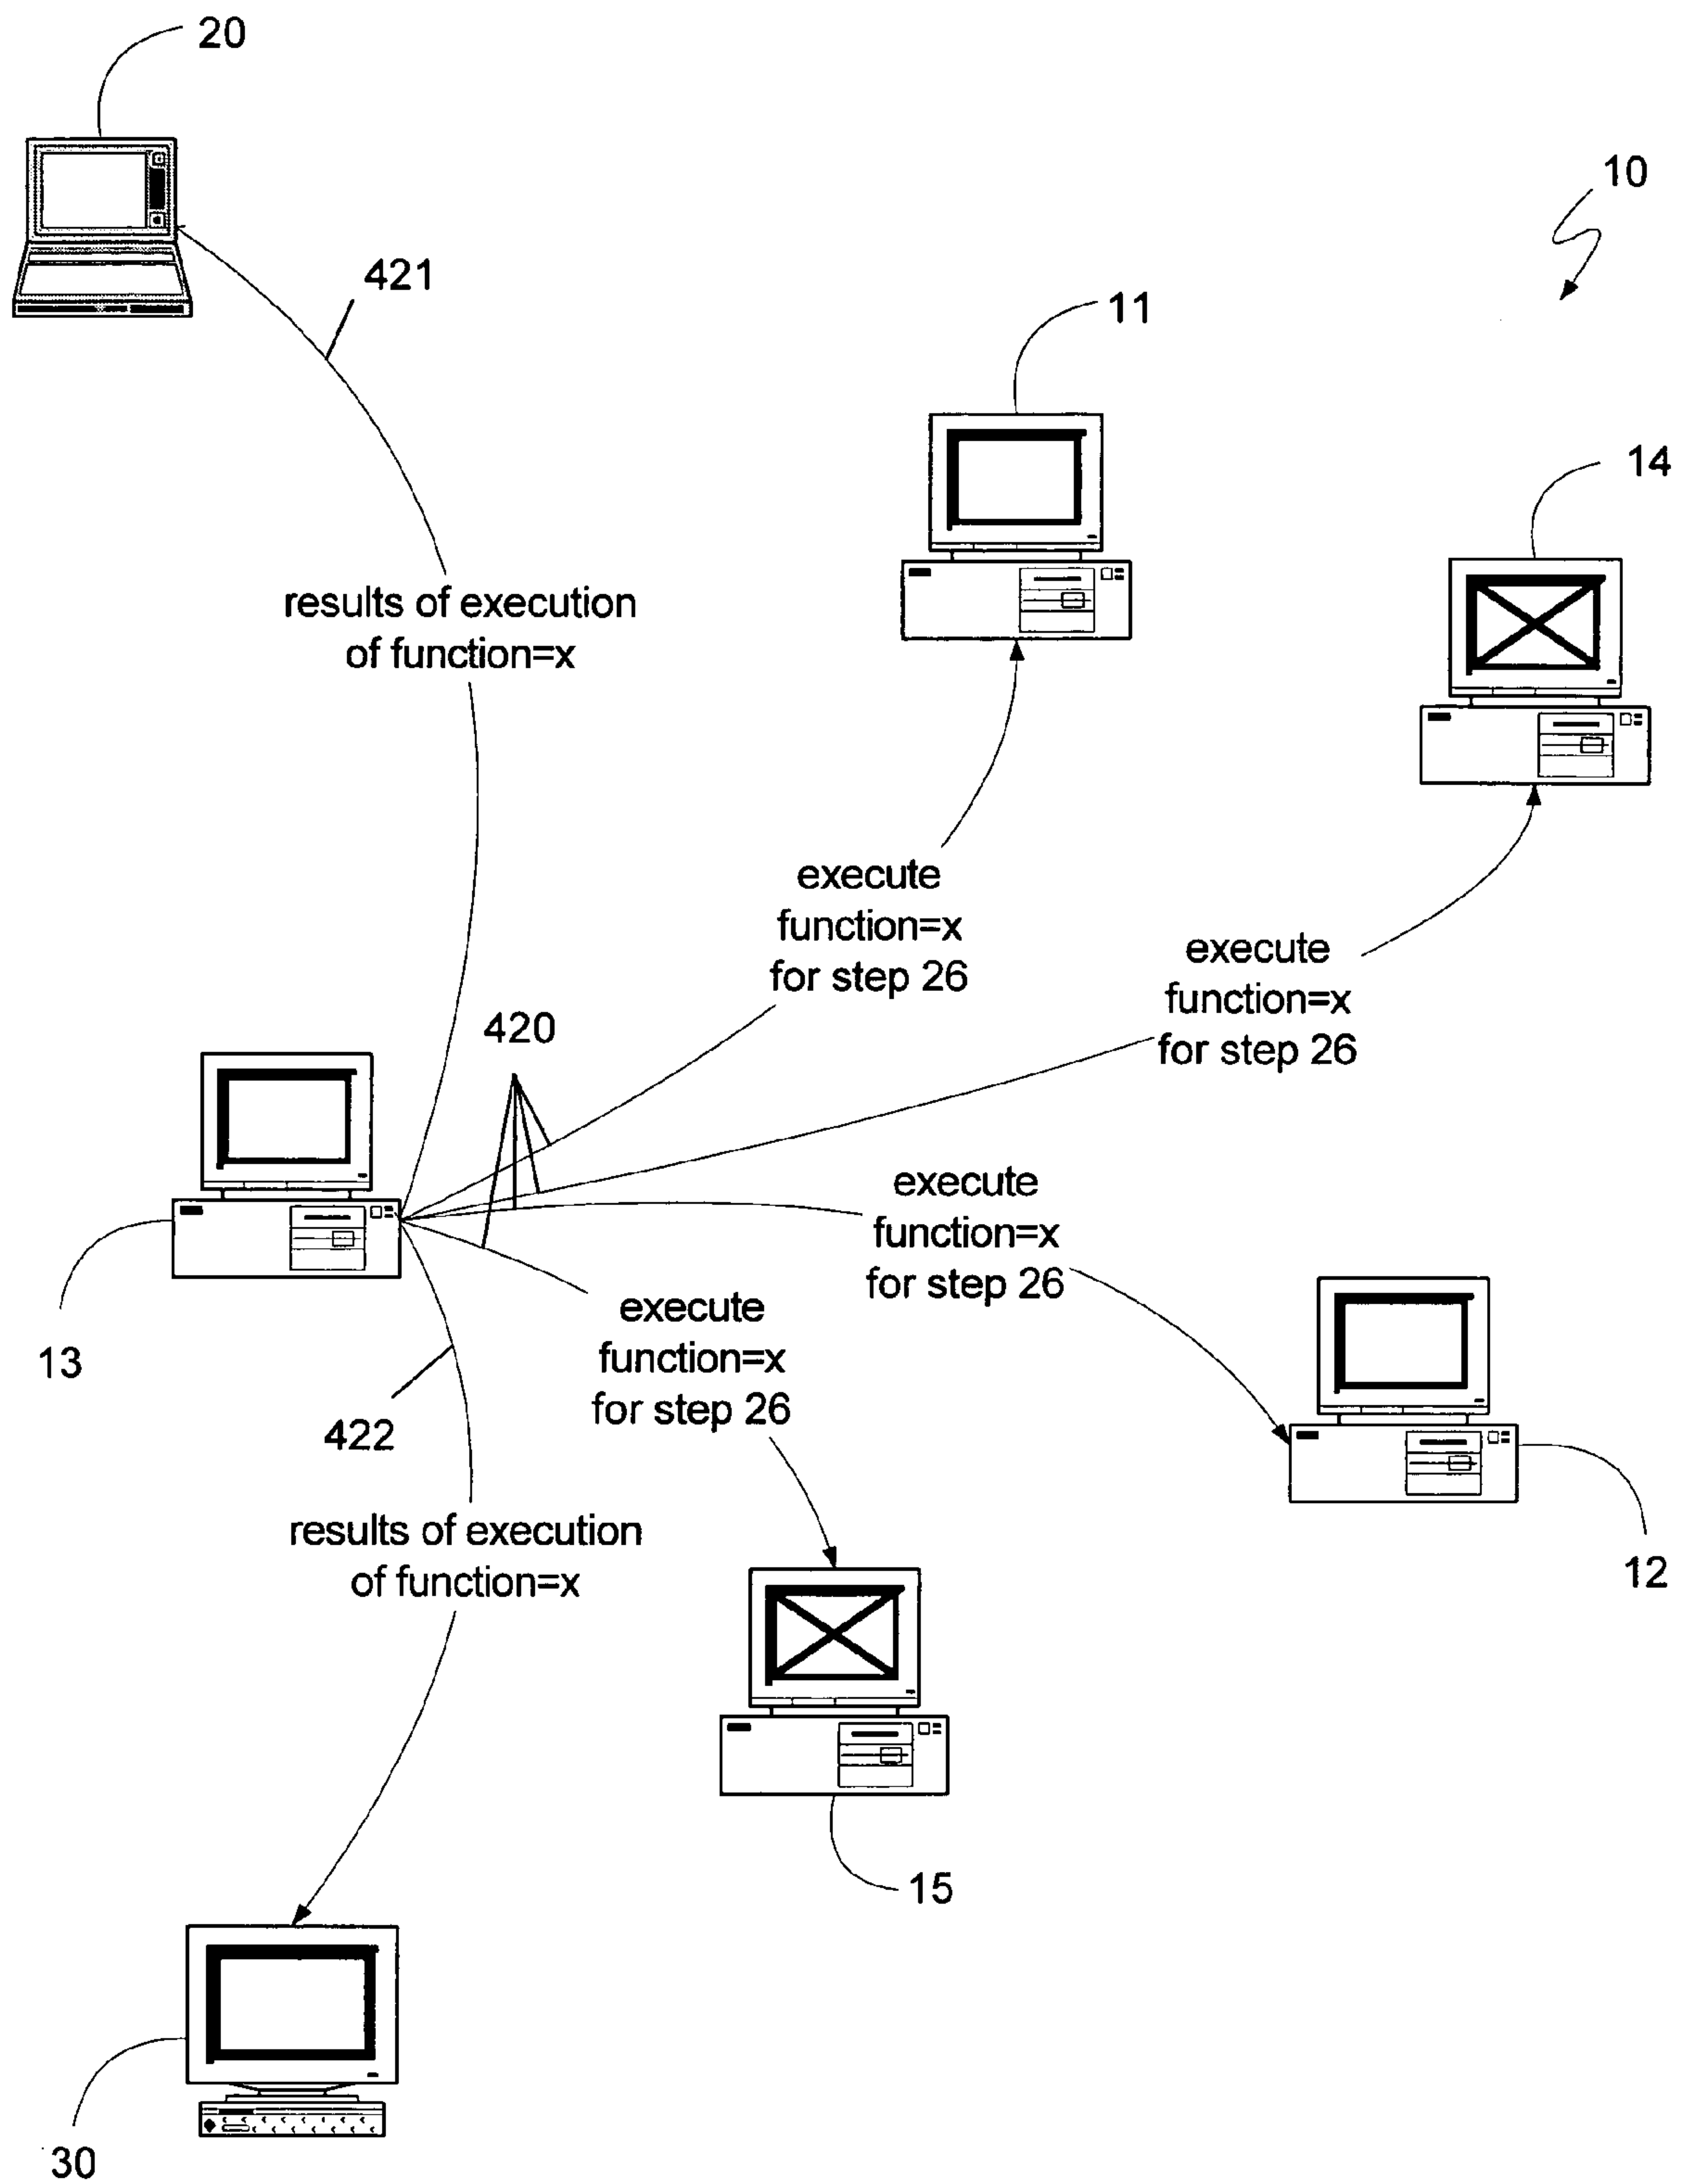 20
10
421
11
14
results of execution
of function=x
execute
function=x
for step 26
execute
function=x
for step 26
420
execute
function=x
for step 26
13
execute
function=x
for step 26
422
results of execution
of function=x
12
15
30